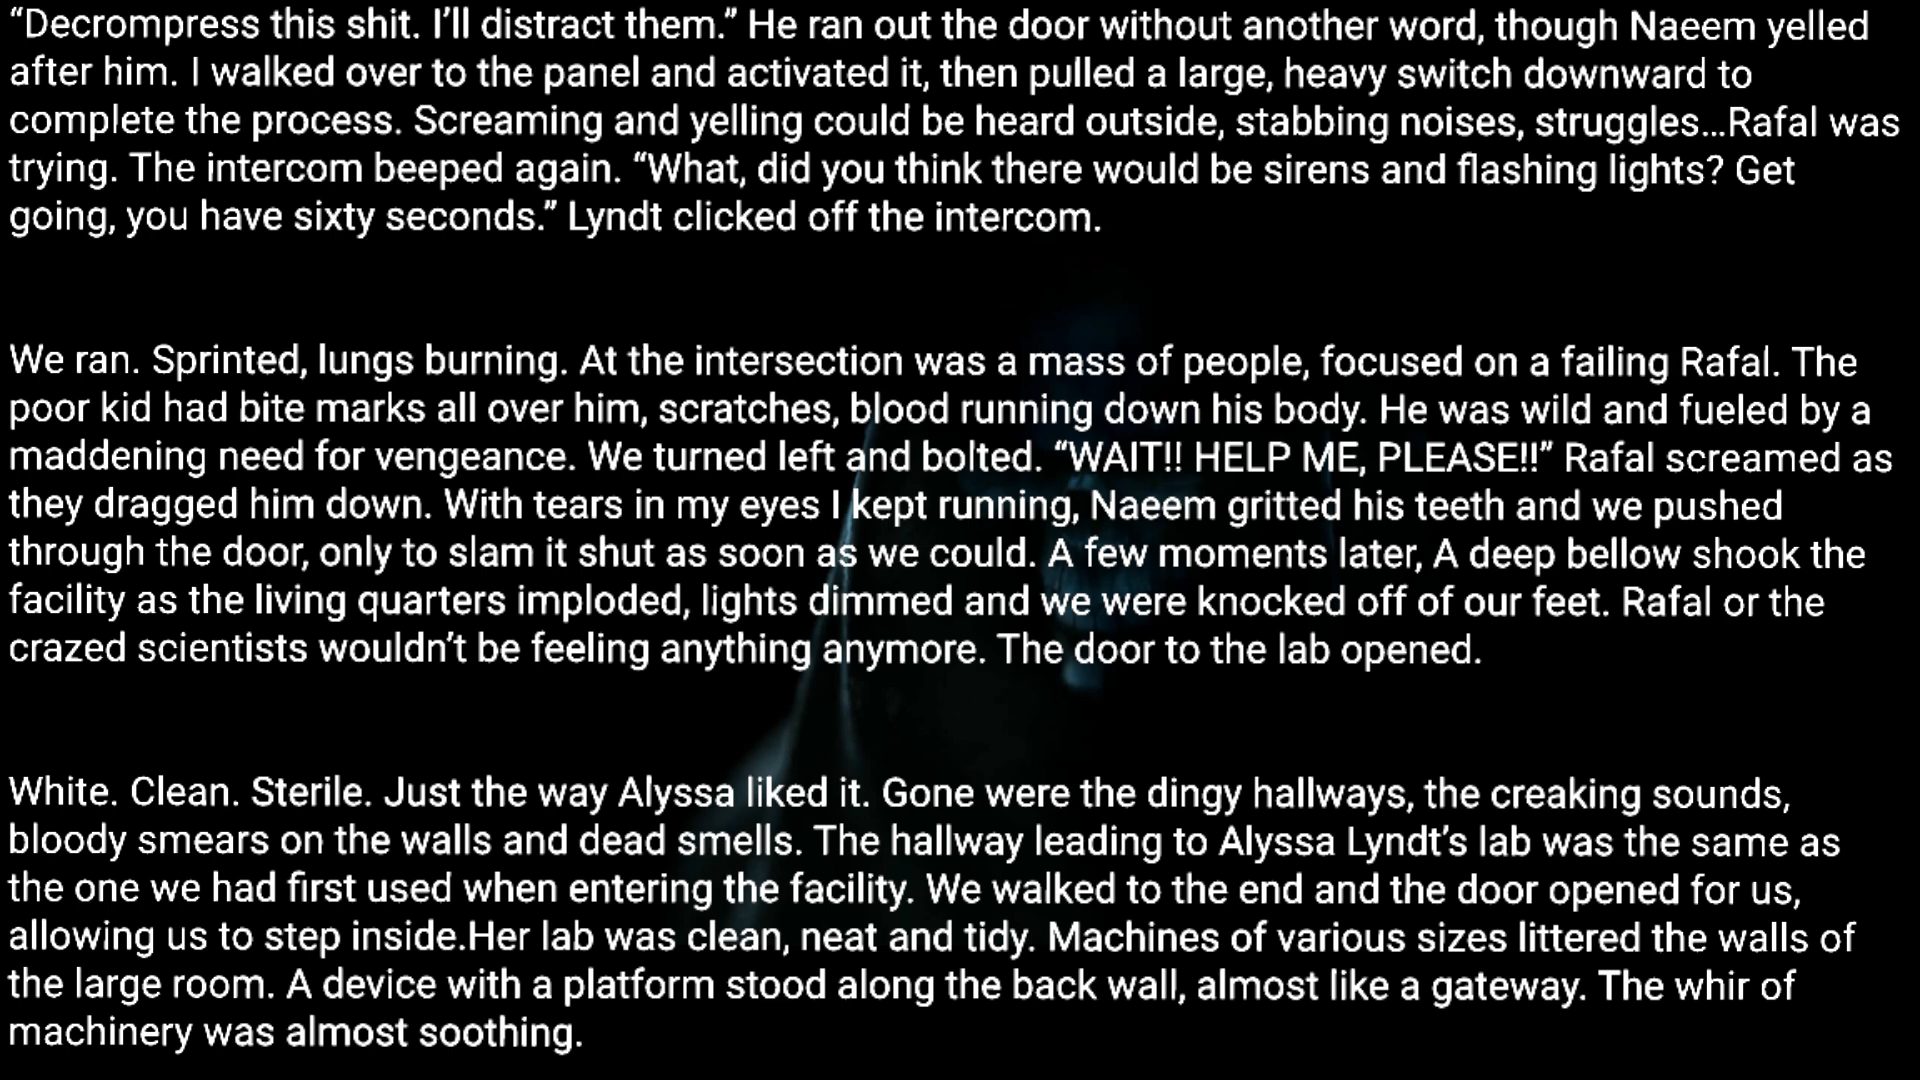 “Decrompress this shit. I’ll distract them.” He ran out the door without another word, though Naeem yelled
after him. I walked over to the panel and activated it, then pulled a large, heavy switch downward to
complete the process. Screaming and yelling could be heard outside, stabbing noises, struggles…Rafal was
trying. The intercom beeped again. “What, did you think there would be sirens and flashing lights? Get
going, you have sixty seconds.” Lyndt clicked off the intercom.
We ran. Sprinted, lungs burning. At the intersection was a mass of people, focused on a failing Rafal. The
poor kid had bite marks all over him, scratches, blood running down his body. He was wild and fueled by a
maddening need for vengeance. We turned left and bolted. “WAIT!! HELP ME, PLEASE!!” Rafal screamed as
they dragged him down. With tears in my eyes I kept running, Naeem gritted his teeth and we pushed
through the door, only to slam it shut as soon as we could. A few moments later, A deep bellow shook the
facility as the living quarters imploded, lights dimmed and we were knocked off of our feet. Rafal or the
crazed scientists wouldn’t be feeling anything anymore. The door to the lab opened.
White. Clean. Sterile. Just the way Alyssa liked it. Gone were the dingy hallways, the creaking sounds,
bloody smears on the walls and dead smells. The hallway leading to Alyssa Lyndt’s lab was the same as
the one we had first used when entering the facility. We walked to the end and the door opened for us,
allowing us to step inside.Her lab was clean, neat and tidy. Machines of various sizes littered the walls of
the large room. A device with a platform stood along the back wall, almost like a gateway. The whir of
machinery was almost soothing.